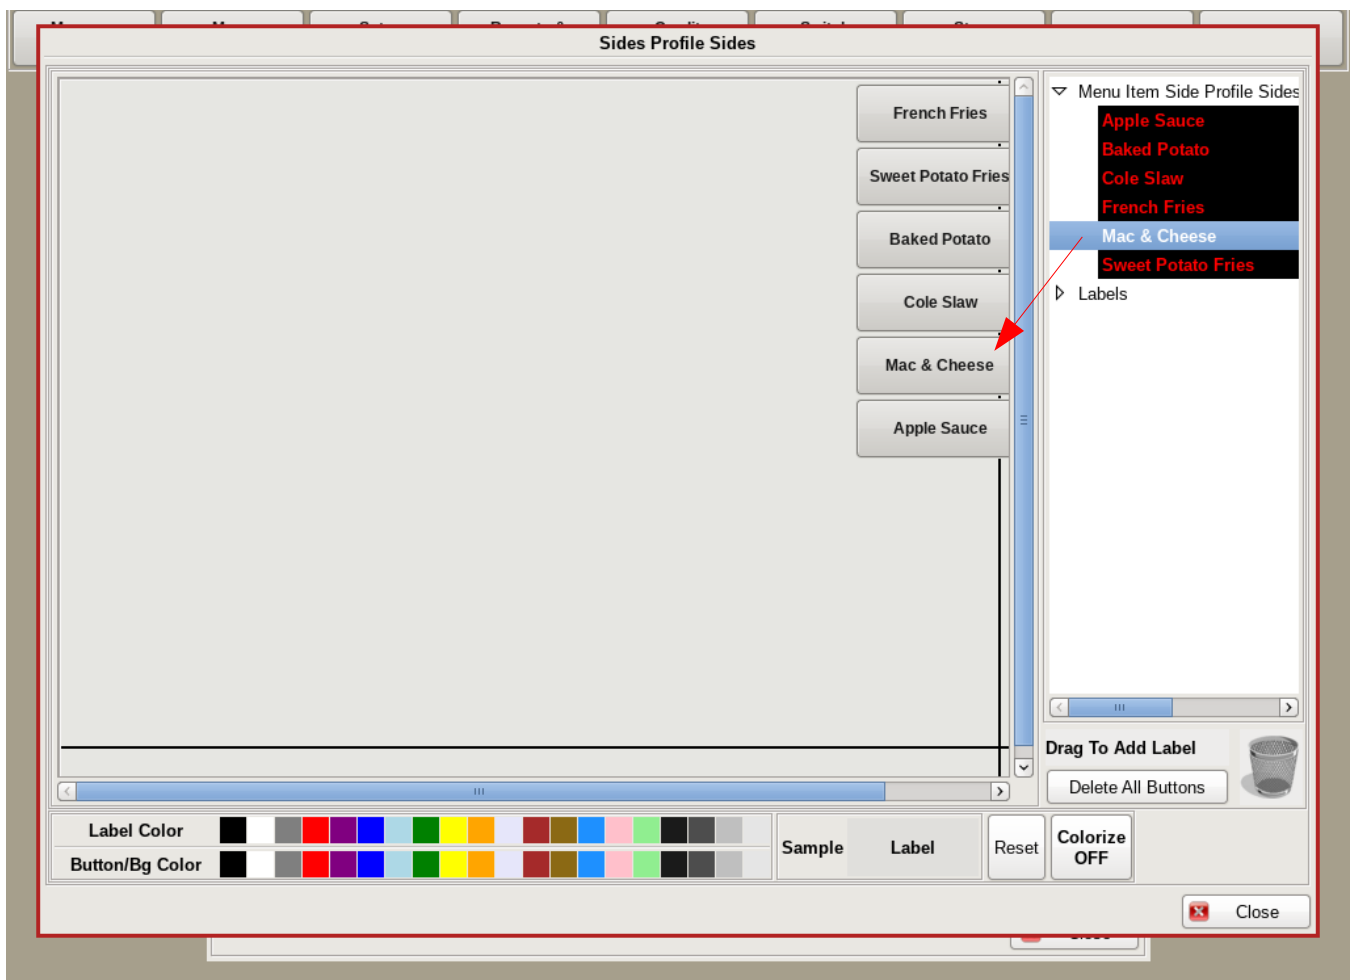 Sides Profile Sides
French Fries
Sweet Potato Fries
Baked Potato
Cole Slaw
Mac & Cheese
Apple Sauce
Menu Item Side Profile Sides
Apple Sauce
Baked Potato
Cole Slaw
French Fries
Mac & Cheese
Sweet Potato Fries
Labels
Drag To Add Label
Delete All Buttons
Label Color
Button/Bg Color
Sample
Label
Reset
Colorize
OFF
Close